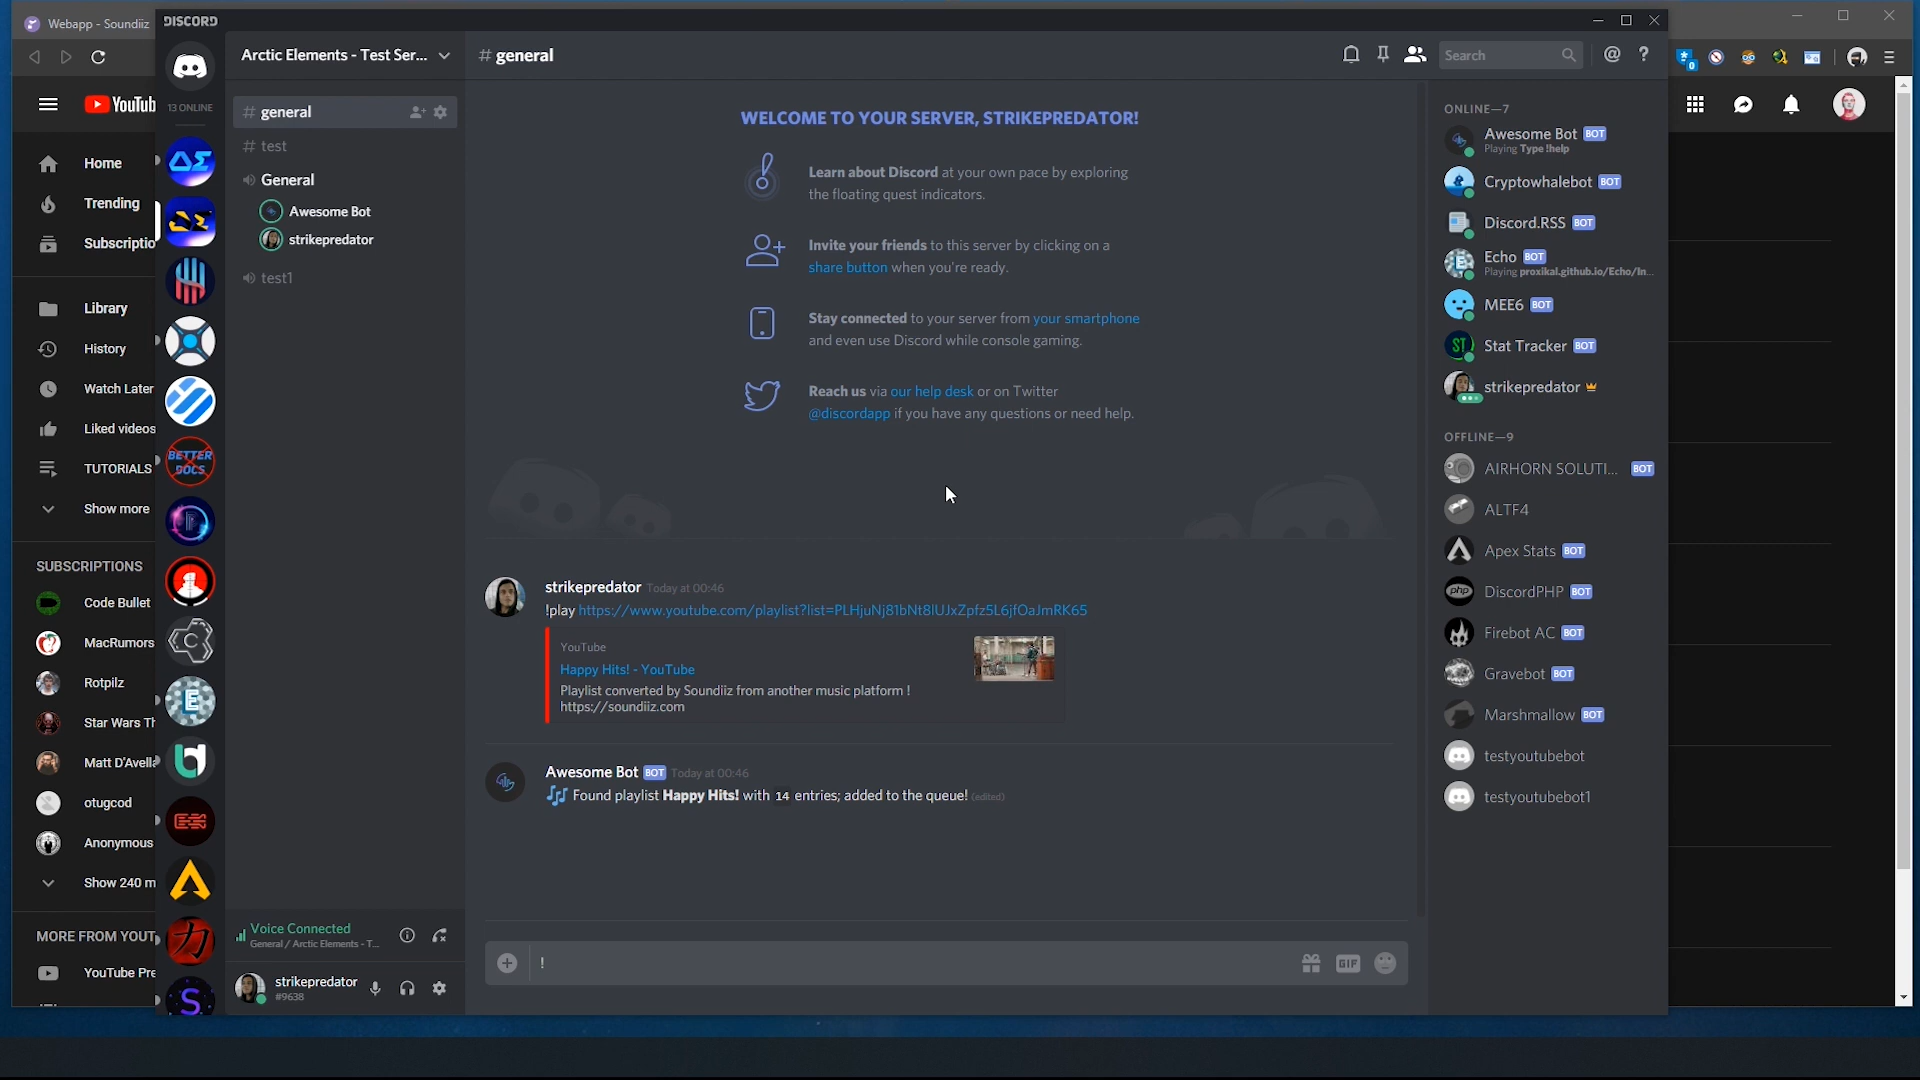 Webapp - Soundiiz
DISCORD
Arctic Elements - Test Ser...
# general
Search
@
?
0
YouTub
13 ONLINE
Home
Trending
Subscriptio
Library
History
Watch Later
Liked videos
TUTORIALS
Show more
SUBSCRIPTIONS
Code Bullet
MacRumors
Rotpilz
Star Wars Th
Matt D'Avella
otugcod
Anonymous
Show 240 m
MORE FROM YOUT
YouTube Pre
BETTER
DOCS
C
E
S
# general
# test
General
Awesome Bot
strikepredator
test1
Voice Connected
General / Arctic Elements - T...
strikepredator
#9638
WELCOME TO YOUR SERVER, STRIKEPREDATOR!
Learn about Discord at your own pace by exploring
the floating quest indicators.
Invite your friends to this server by clicking on a
share button when you're ready.
Stay connected to your server from your smartphone
and even use Discord while console gaming.
Reach us via our help desk or on Twitter
@discordapp if you have any questions or need help.
strikepredator Today at 00:46
!play https://www.youtube.com/playlist?list=PLHjuNj81bNt8lUJxZpfz5L6jfOaJmRK65
YouTube
Happy Hits! - YouTube
Playlist converted by Soundiiz from another music platform !
https://soundiiz.com
Awesome Bot BOT Today at 00:46
Found playlist Happy Hits! with 14 entries; added to the queue! (edited)
!
GIF
ONLINE—7
Awesome Bot BOT
Playing Type !help
Cryptowhalebot BOT
Discord.RSS BOT
Echo BOT
Playing proxikal.github.io/Echo/In...
MEE6 BOT
Stat Tracker BOT
strikepredator
OFFLINE—9
AIRHORN SOLUTI... BOT
ALTF4
Apex Stats BOT
DiscordPHP BOT
Firebot AC BOT
Gravebot BOT
Marshmallow BOT
testyoutubebot
testyoutubebot1